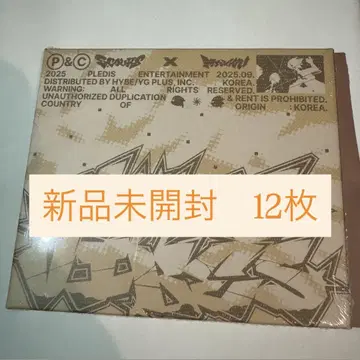 P&C
2025 PLEDIS ENTERTAINMENT 2025.09.
DISTRIBUTED BY HYBE/YG PLUS, INC. KOREA.
WARNING: ALL RIGHTS RESERVED.
UNAUTHORIZED DUPLICATION & RENT IS PROHIBITED.
COUNTRY OF ORIGIN : KOREA.
新品未開封 12枚